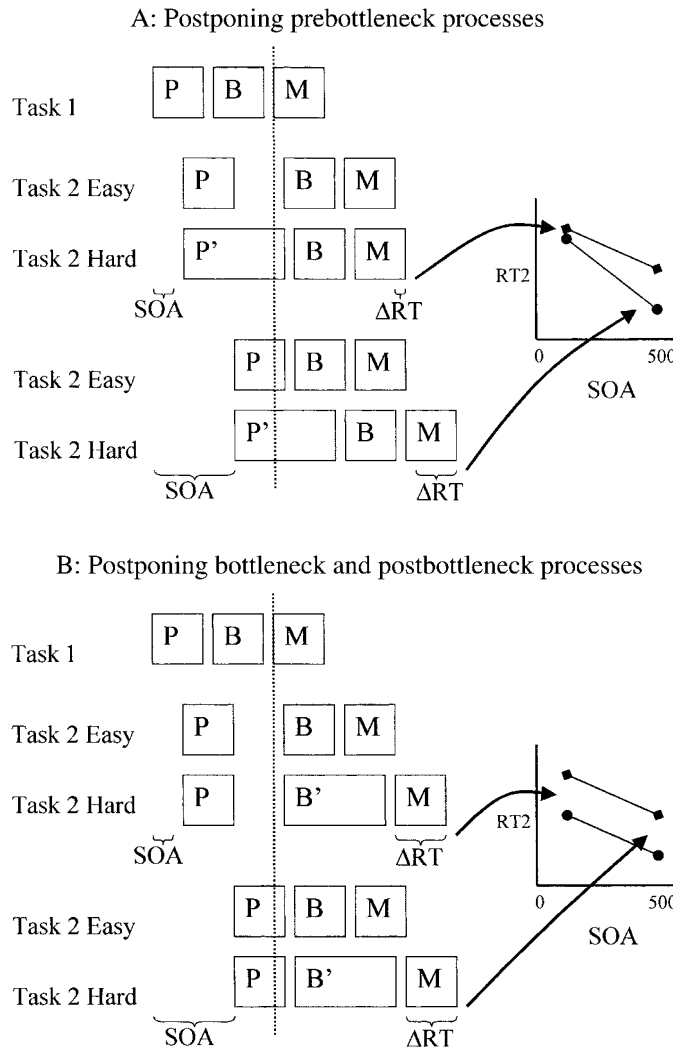 A: Postponing prebottleneck processes
Task 1 P B M
Task 2 Easy P B M
Task 2 Hard P’ B M
SOA ΔRT
RT2
0 500
SOA
Task 2 Easy P B M
Task 2 Hard P’ B M
SOA ΔRT
B: Postponing bottleneck and postbottleneck processes
Task 1 P B M
Task 2 Easy P B M
Task 2 Hard P B’ M
SOA ΔRT
RT2
0 500
SOA
Task 2 Easy P B M
Task 2 Hard P B’ M
SOA ΔRT